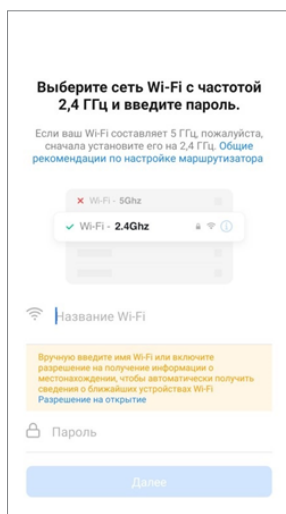 Выберите сеть Wi-Fi с частотой
2,4 ГГц и введите пароль.
Если ваш Wi-Fi составляет 5 ГГц, пожалуйста,
сначала установите его на 2,4 ГГц. Общие
рекомендации по настройке маршрутизатора
Wi-Fi - 5Ghz
Wi-Fi - 2.4Ghz
Название Wi-Fi
Вручную введите имя Wi-Fi или включите
разрешение на получение информации о
местонахождении, чтобы автоматически получить
сведения о ближайших устройствах Wi-Fi
Разрешение на открытие
Пароль
Далее